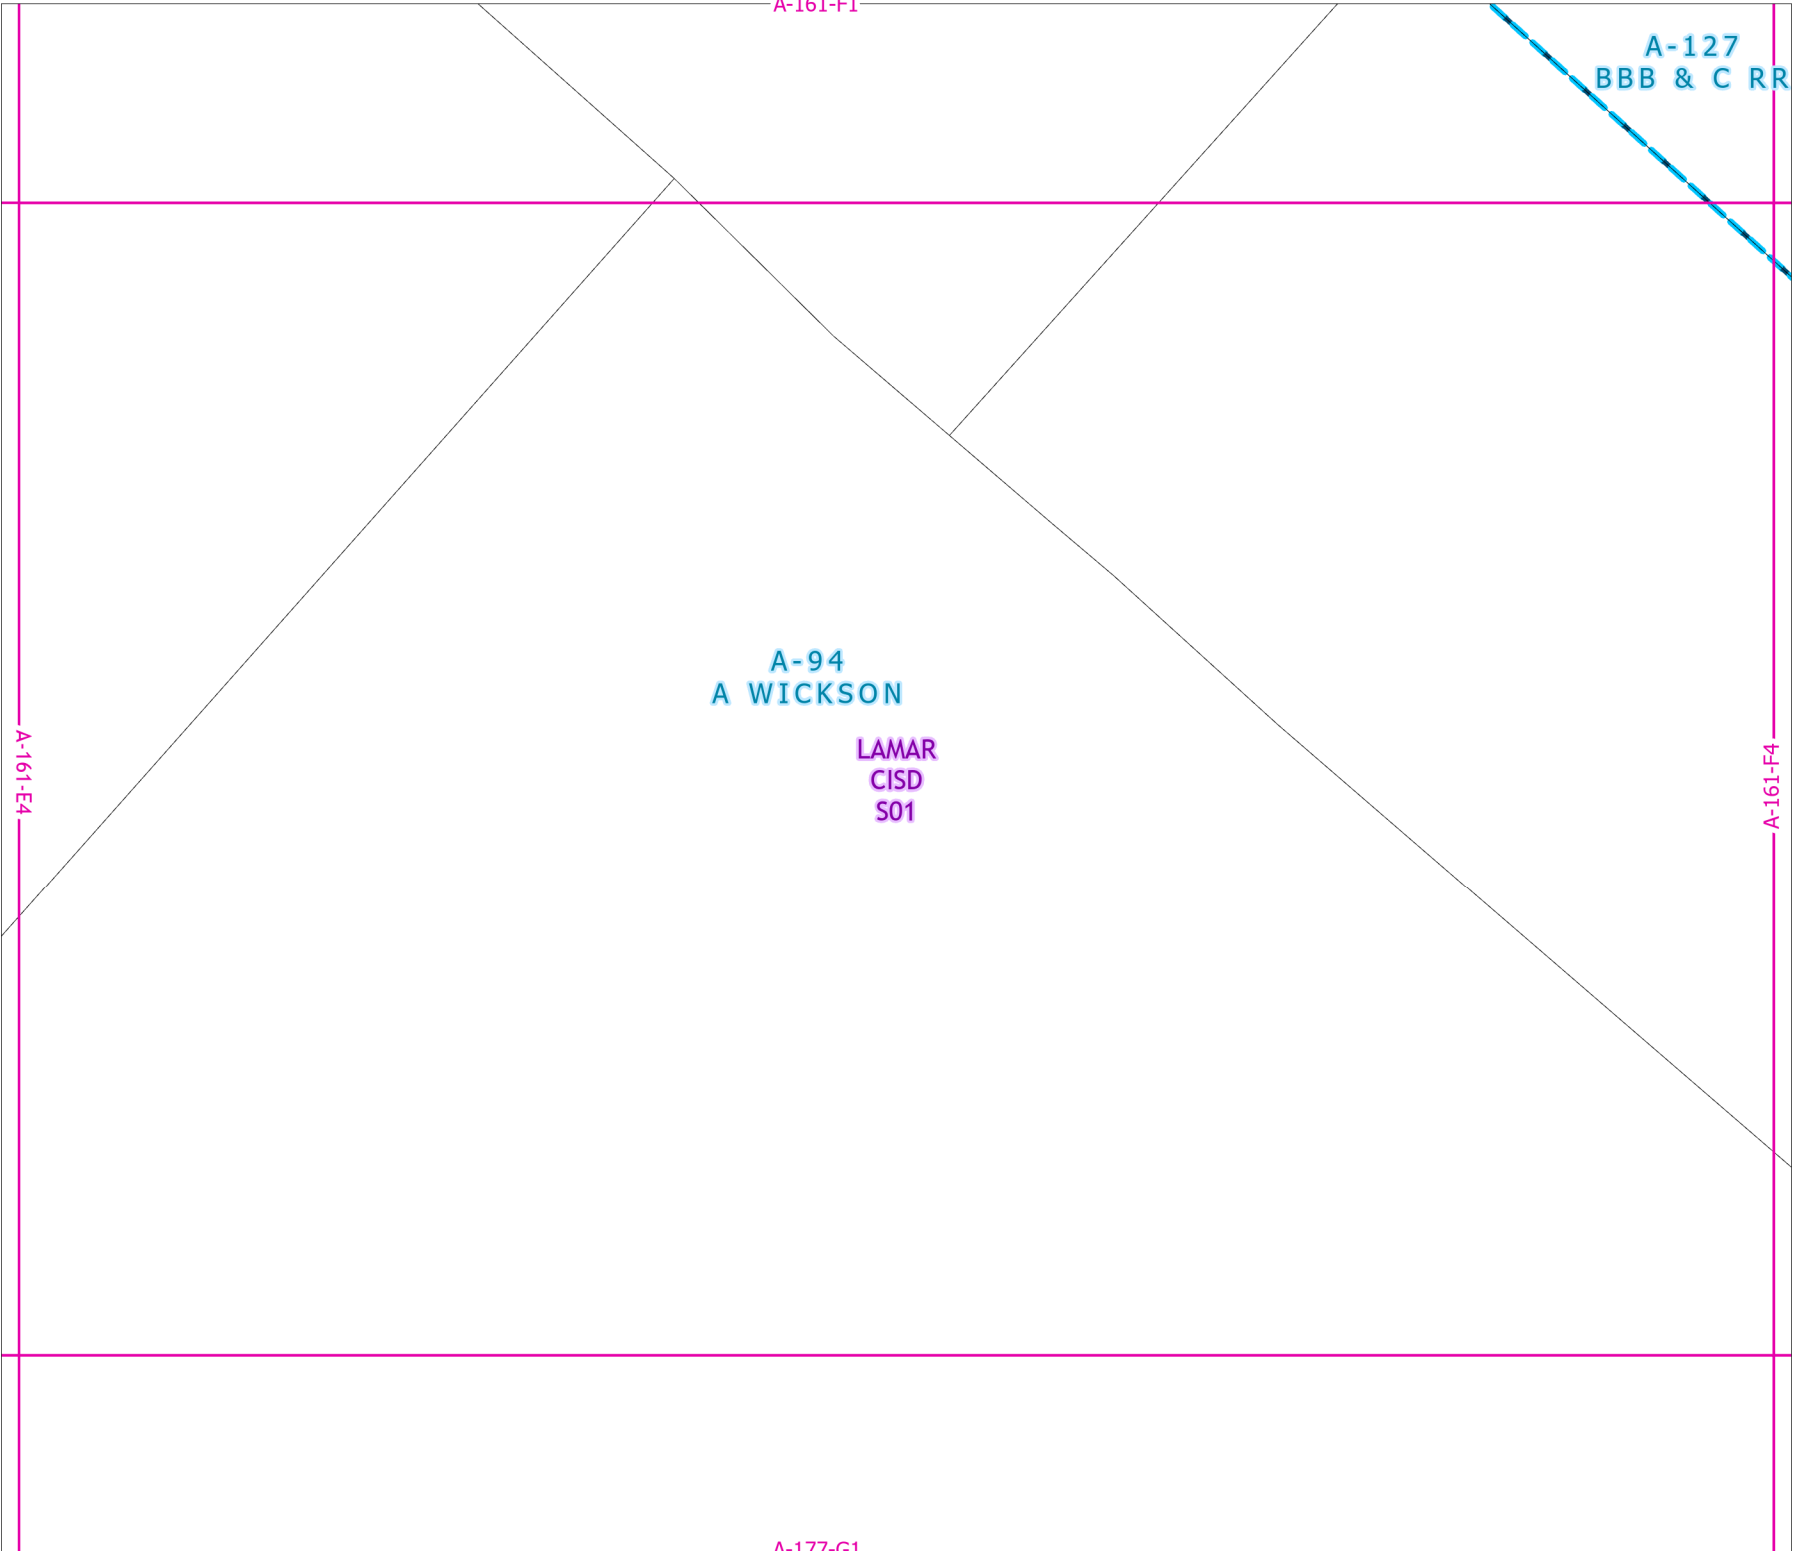 A-161-F1
A-127
BBB & C RR
A-94
A WICKSON
LAMAR
CISD
S01
A-161-E4
A-161-F4
A-177-G1